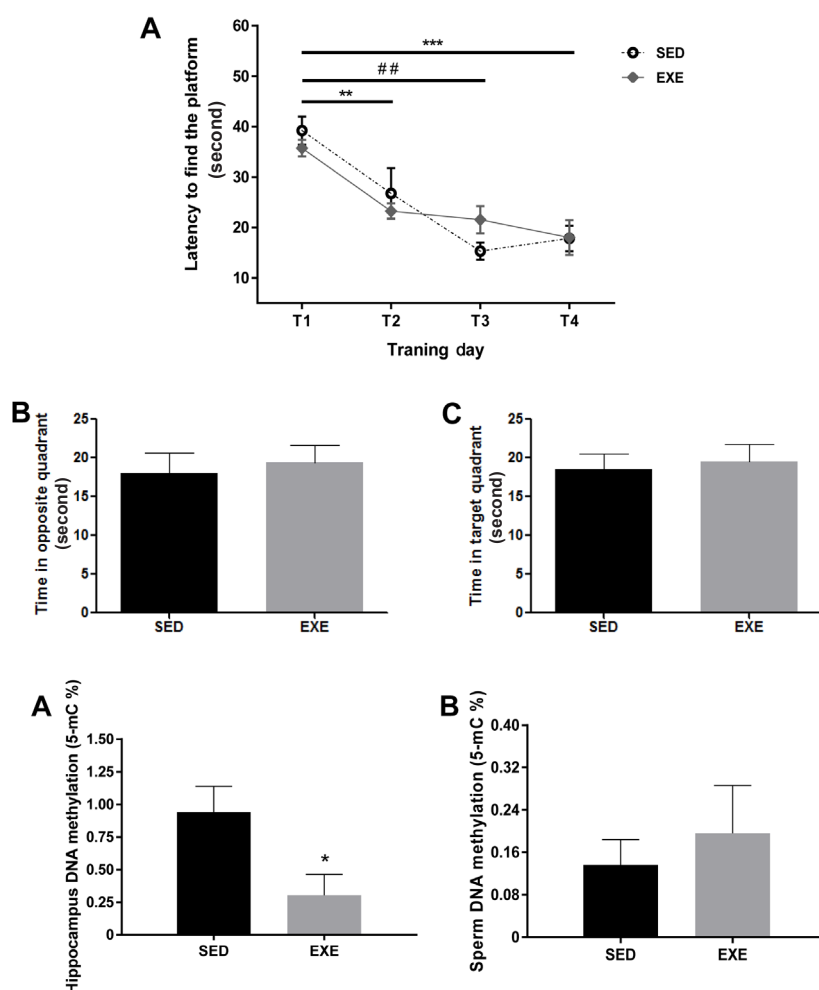 A
Latency to find the platform
(second)
60
50
40
30
20
10
***
##
**
SED
EXE
T1 T2 T3 T4
Traning day
B
Time in opposite quadrant
(second)
25
20
15
10
5
0
SED EXE
C
Time in target quadrant
(second)
25
20
15
10
5
0
SED EXE
A
Hippocampus DNA methylation (5-mC %)
1.50
1.25
1.00
0.75
0.50
0.25
0
*
SED EXE
B
Sperm DNA methylation (5-mC %)
0.40
0.32
0.24
0.16
0.08
0
SED EXE